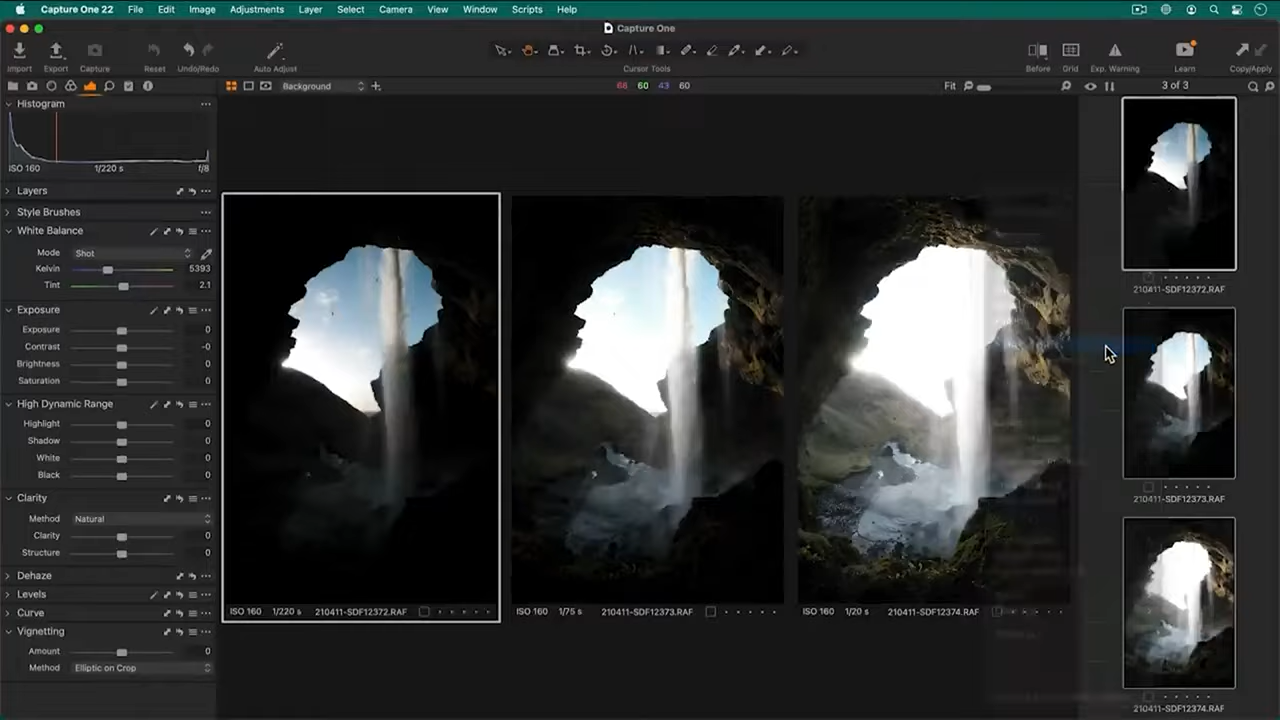 Capture One 22 File Edit Image Adjustments Layer Select Camera View Window Scripts Help
Capture One
Import Export Capture Reset Undo/Redo Auto Adjust Cursor Tools Before Grid Exp. Warning Learn Copy/Apply
Background 66 60 43 60 Fit 3 of 3
Histogram
ISO 160 1/220 s f/8
Layers
Style Brushes
White Balance
Mode Shot
Kelvin 5393
Tint 2.1
Exposure
Exposure 0
Contrast -0
Brightness 0
Saturation 0
High Dynamic Range
Highlight 0
Shadow 0
White 0
Black 0
Clarity
Method Natural
Clarity 0
Structure 0
Dehaze
Levels
Curve
Vignetting
Amount 0
Method Elliptic on Crop
ISO 160 1/220 s 210411-SDF12372.RAF
ISO 160 1/75 s 210411-SDF12373.RAF
ISO 160 1/20 s 210411-SDF12374.RAF
210411-SDF12372.RAF
210411-SDF12373.RAF
210411-SDF12374.RAF